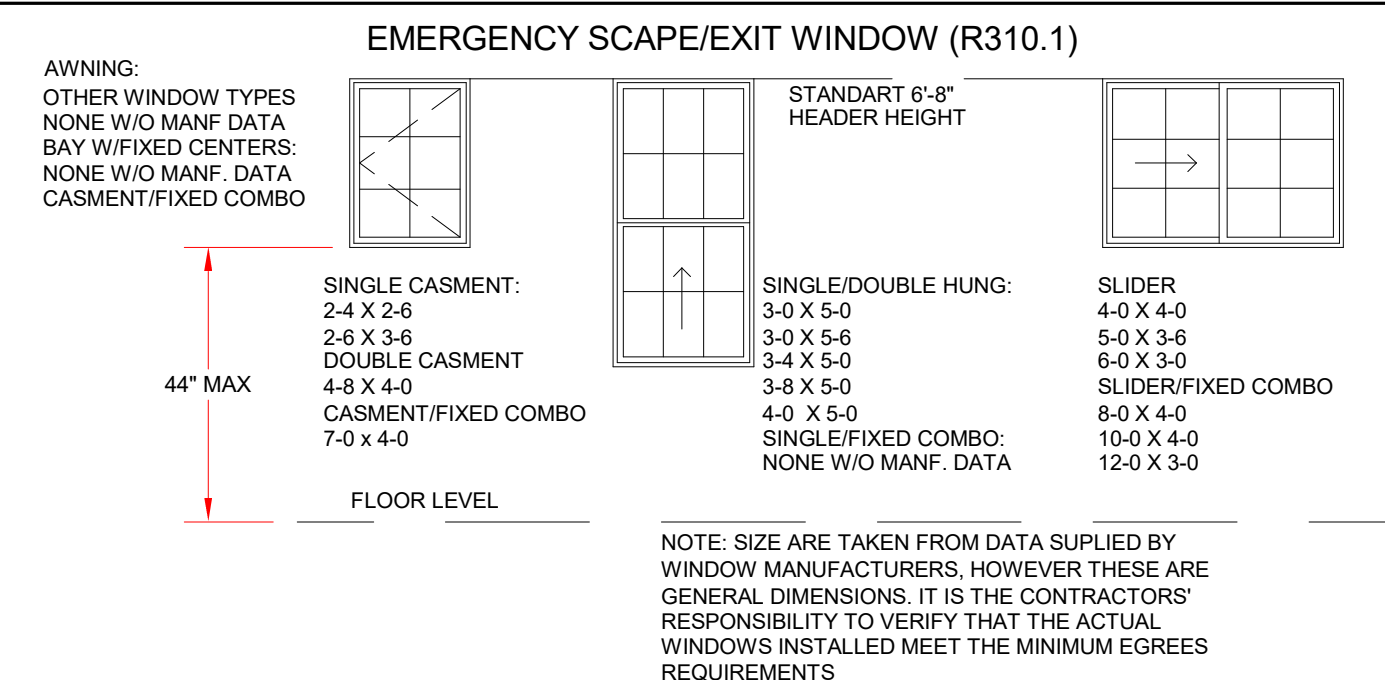 EMERGENCY SCAPE/EXIT WINDOW (R310.1)
AWNING:
OTHER WINDOW TYPES
NONE W/O MANF DATA
BAY W/FIXED CENTERS:
NONE W/O MANF. DATA
CASMENT/FIXED COMBO
STANDART 6'-8"
HEADER HEIGHT
44" MAX
SINGLE CASMENT:
2-4 X 2-6
2-6 X 3-6
DOUBLE CASMENT
4-8 X 4-0
CASMENT/FIXED COMBO
7-0 x 4-0
SINGLE/DOUBLE HUNG:
3-0 X 5-0
3-0 X 5-6
3-4 X 5-0
3-8 X 5-0
4-0 X 5-0
SINGLE/FIXED COMBO:
NONE W/O MANF. DATA
SLIDER
4-0 X 4-0
5-0 X 3-6
6-0 X 3-0
SLIDER/FIXED COMBO
8-0 X 4-0
10-0 X 4-0
12-0 X 3-0
FLOOR LEVEL
NOTE: SIZE ARE TAKEN FROM DATA SUPLIED BY
WINDOW MANUFACTURERS, HOWEVER THESE ARE
GENERAL DIMENSIONS. IT IS THE CONTRACTORS'
RESPONSIBILITY TO VERIFY THAT THE ACTUAL
WINDOWS INSTALLED MEET THE MINIMUM EGREES
REQUIREMENTS